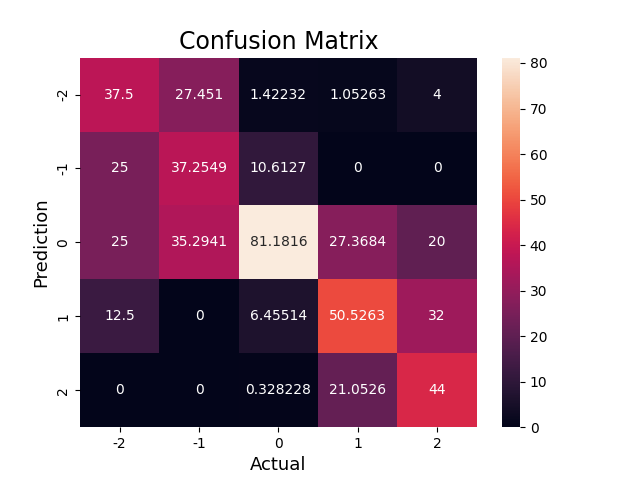 Confusion Matrix
-2 37.5 27.451 1.42232 1.05263 4
-1 25 37.2549 10.6127 0 0
0 25 35.2941 81.1816 27.3684 20
1 12.5 0 6.45514 50.5263 32
2 0 0 0.328228 21.0526 44
-2 -1 0 1 2
Prediction
Actual
80
70
60
50
40
30
20
10
0